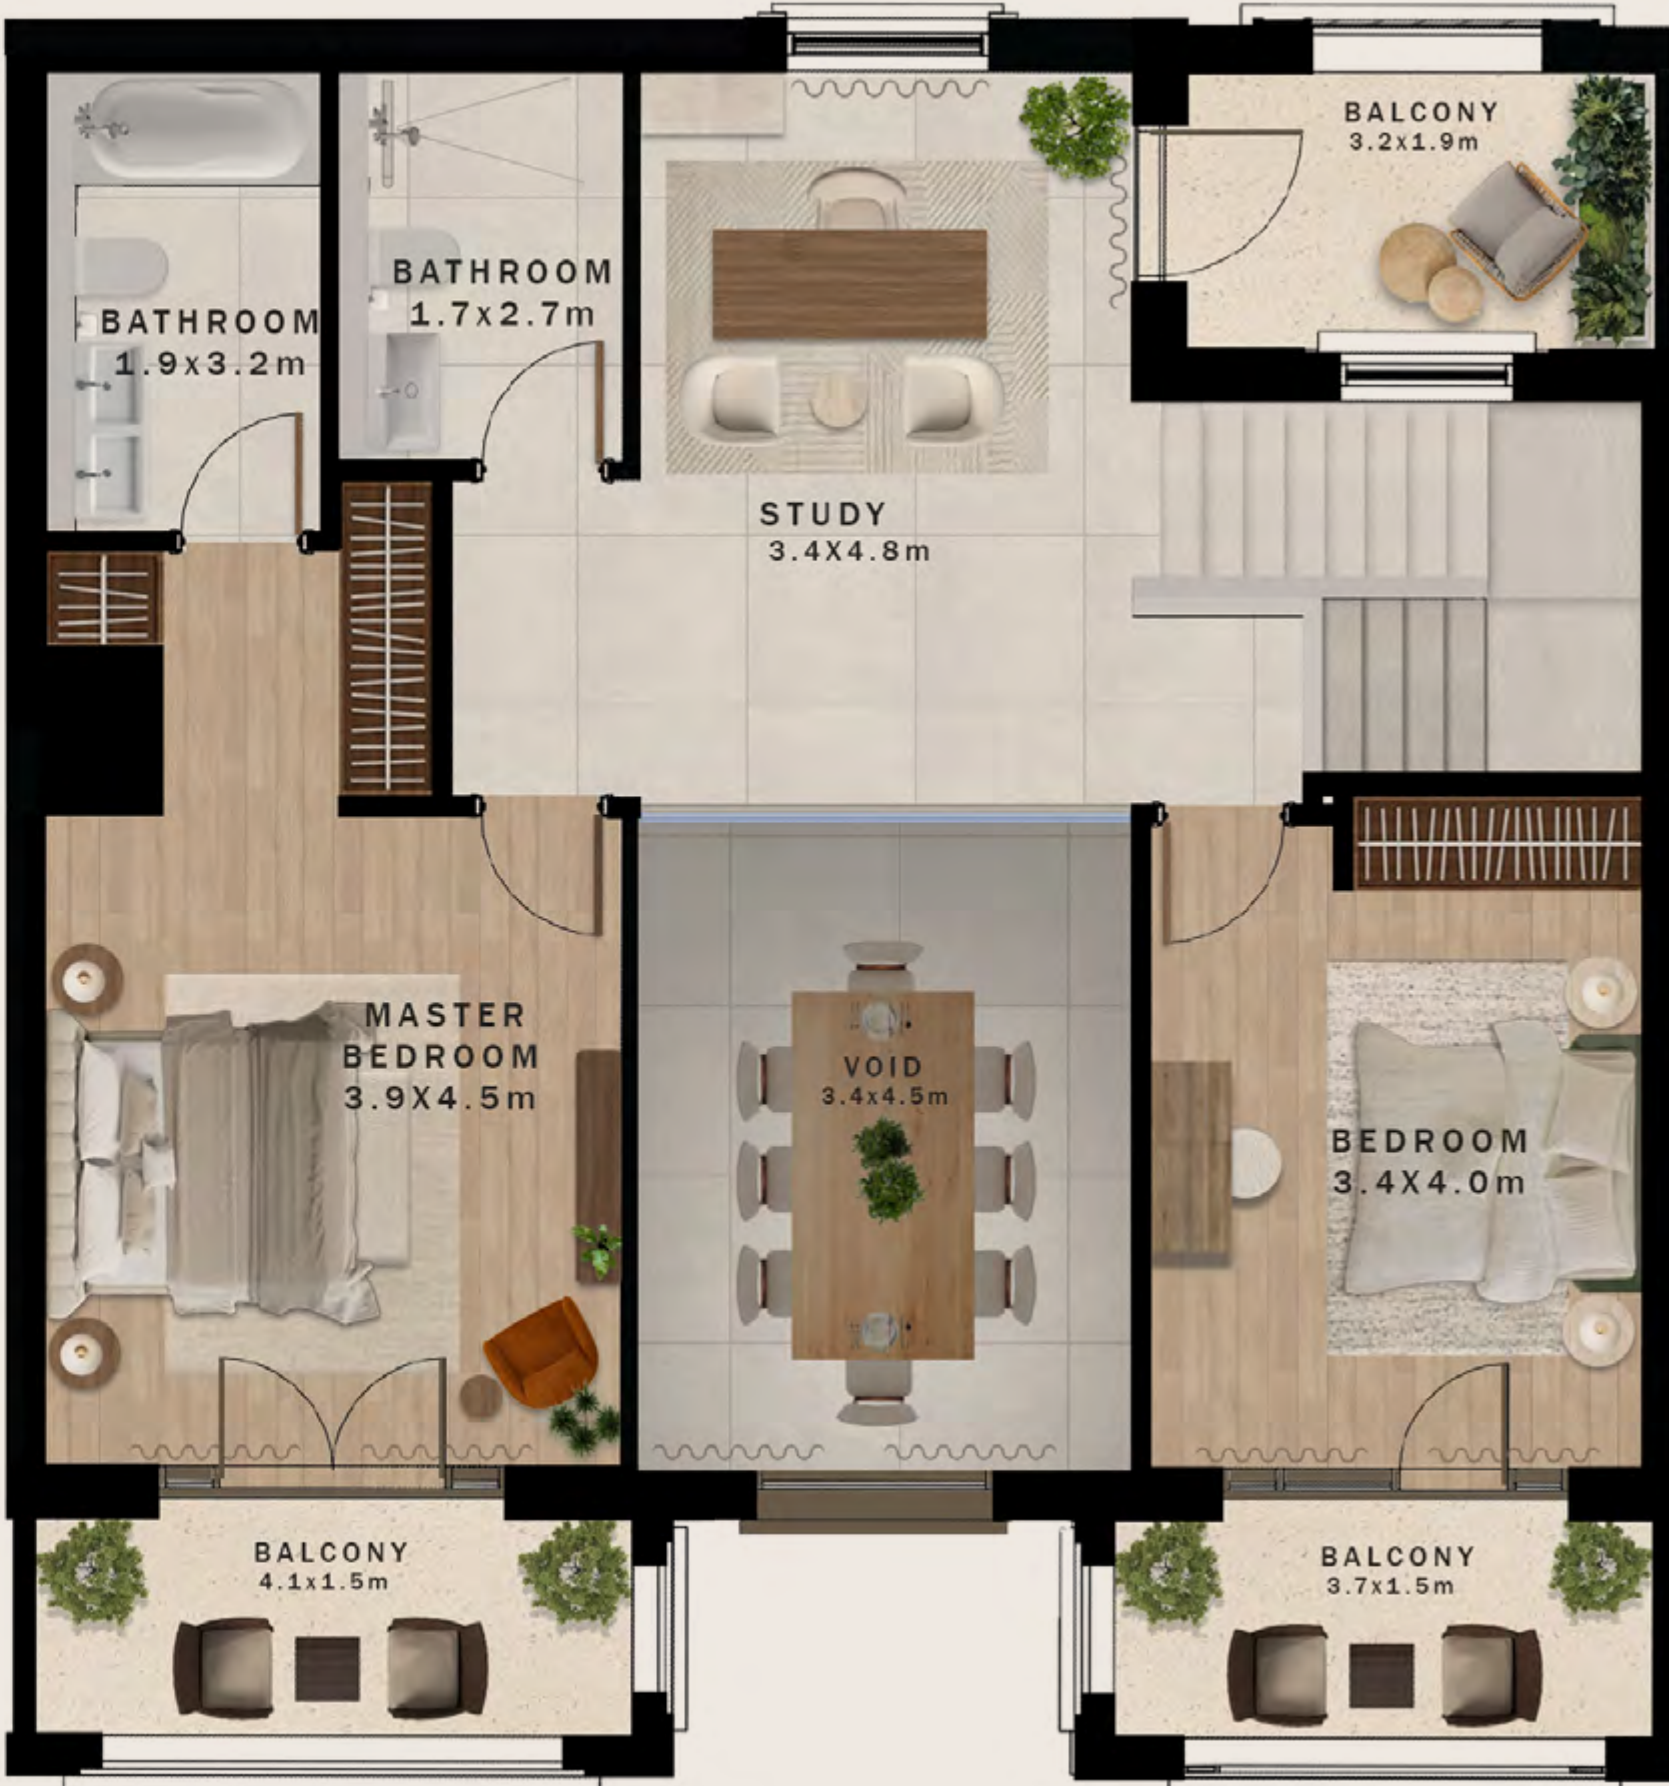 BALCONY
3.2x1.9m
BATHROOM
1.7x2.7m
BATHROOM
1.9x3.2m
STUDY
3.4X4.8m
MASTER
BEDROOM
3.9X4.5m
VOID
3.4x4.5m
BEDROOM
3.4X4.0m
BALCONY
4.1x1.5m
BALCONY
3.7x1.5m